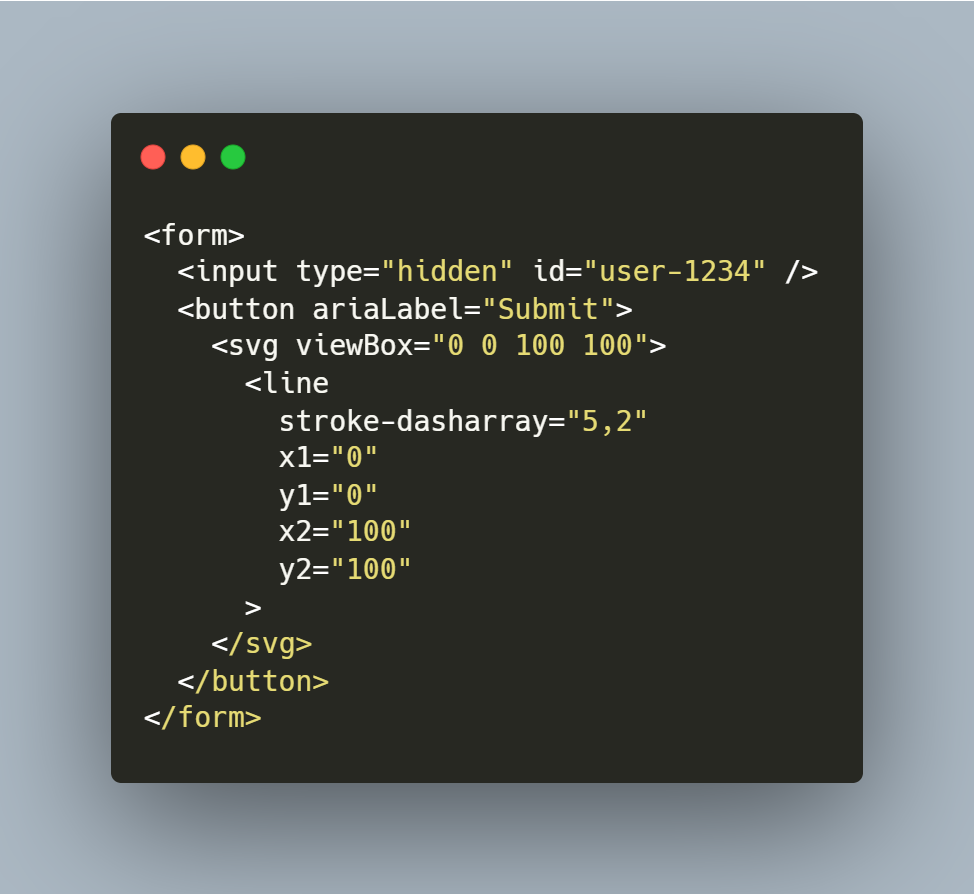 <form>
  <input type="hidden" id="user-1234" />
  <button ariaLabel="Submit">
    <svg viewBox="0 0 100 100">
      <line
        stroke-dasharray="5,2"
        x1="0"
        y1="0"
        x2="100"
        y2="100"
      >
    </svg>
  </button>
</form>